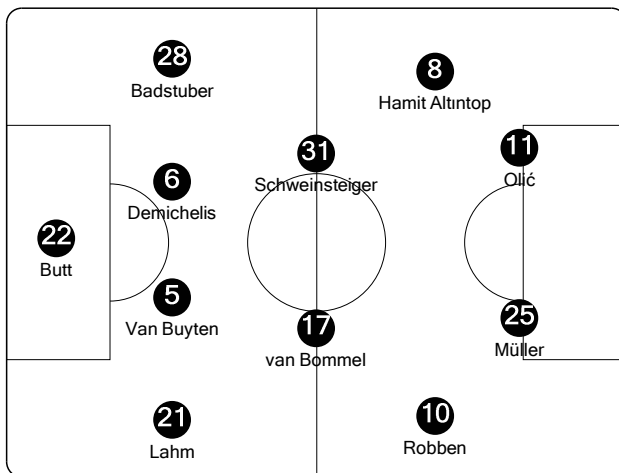 28
Badstuber
8
Hamit Altıntop
31
Schweinsteiger
11
Olić
6
Demichelis
22
Butt
5
Van Buyten
17
van Bommel
25
Müller
21
Lahm
10
Robben